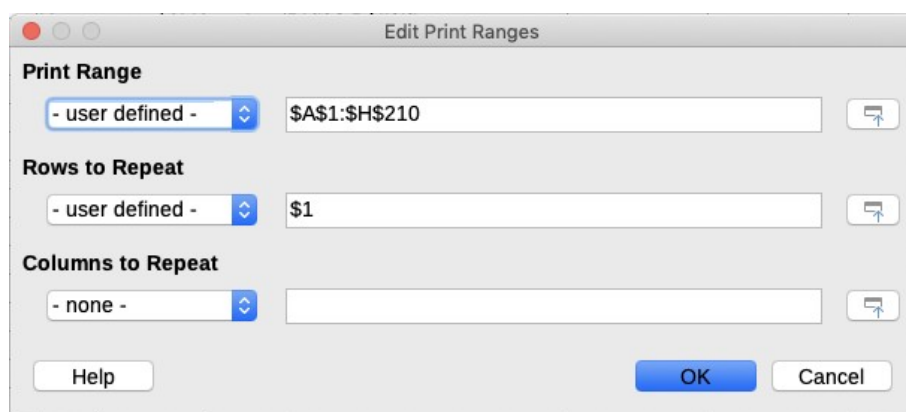 Edit Print Ranges
Print Range
- user defined - $A$1:$H$210
Rows to Repeat
- user defined - $1
Columns to Repeat
- none -
Help OK Cancel